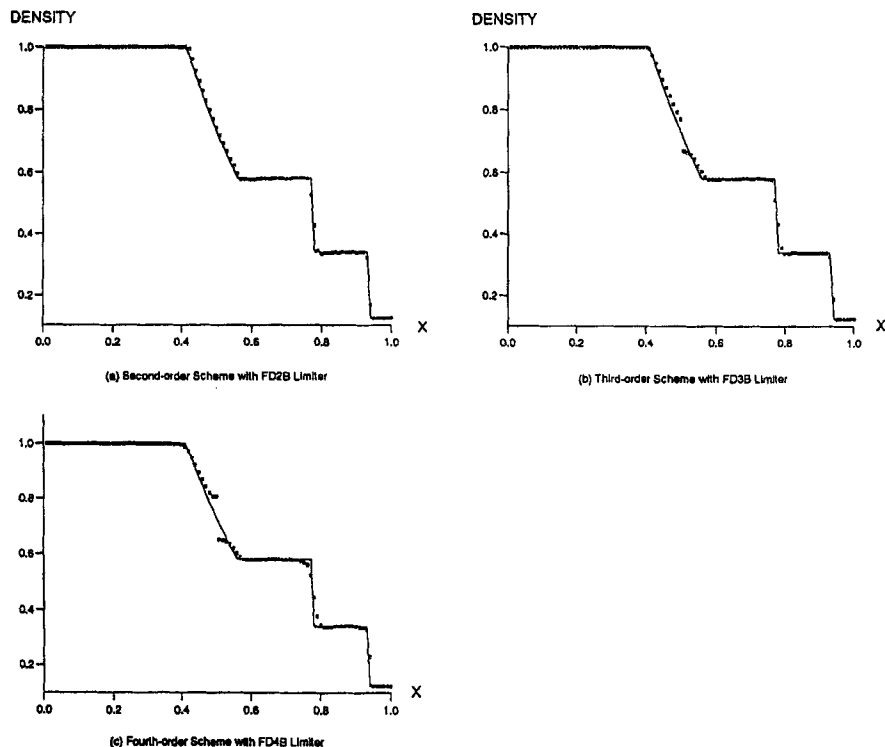 DENSITY
1.0
0.8
0.6
0.4
0.2
0.0 0.2 0.4 0.6 0.8 1.0
X
(a) Second-order Scheme with FD2B Limiter
DENSITY
1.0
0.8
0.6
0.4
0.2
0.0 0.2 0.4 0.6 0.8 1.0
X
(b) Third-order Scheme with FD3B Limiter
1.0
0.8
0.6
0.4
0.2
0.0 0.2 0.4 0.6 0.8 1.0
X
(c) Fourth-order Scheme with FD4B Limiter